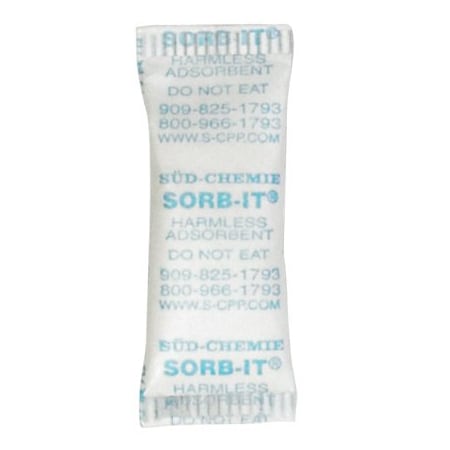 SORB-IT®
HARMLESS
ADSORBENT
DO NOT EAT
909-825-1793
800-966-1793
WWW.S-CPP.COM
SÜD-CHEMIE
SORB-IT®
HARMLESS
ADSORBENT
DO NOT EAT
909-825-1793
800-966-1793
WWW.S-CPP.COM
SÜD-CHEMIE
SORB-IT®
HARMLESS
ADSORBENT